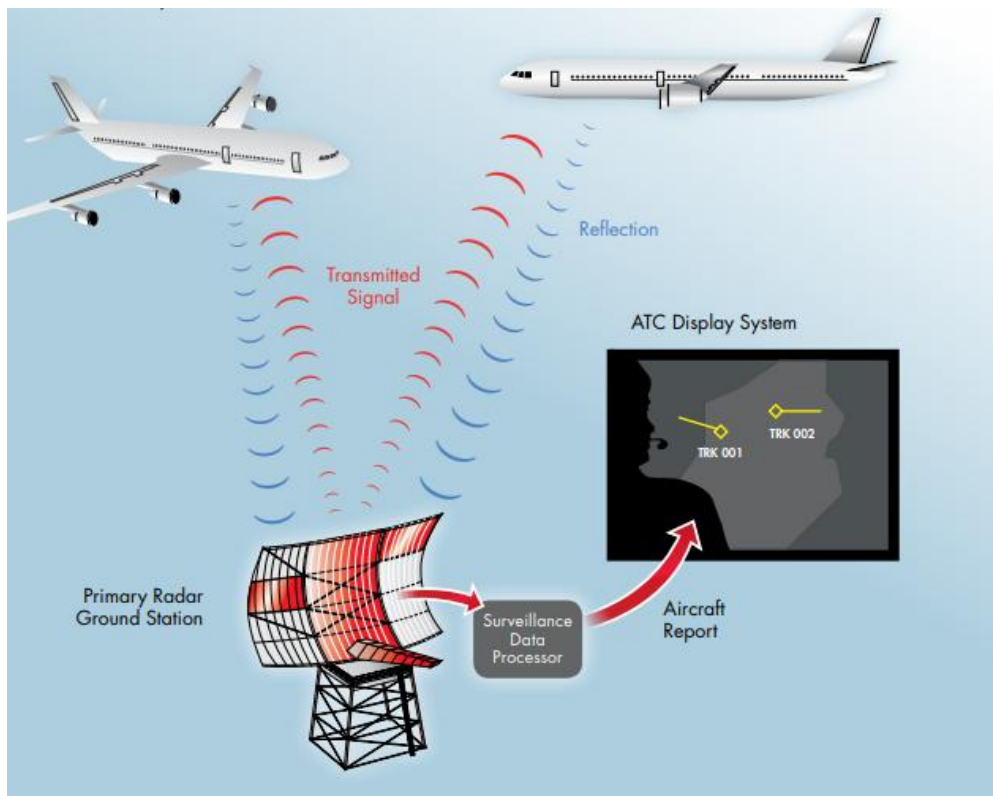 Reflection
Transmitted
Signal
ATC Display System
TRK 001
TRK 002
Primary Radar
Ground Station
Surveillance
Data
Processor
Aircraft
Report